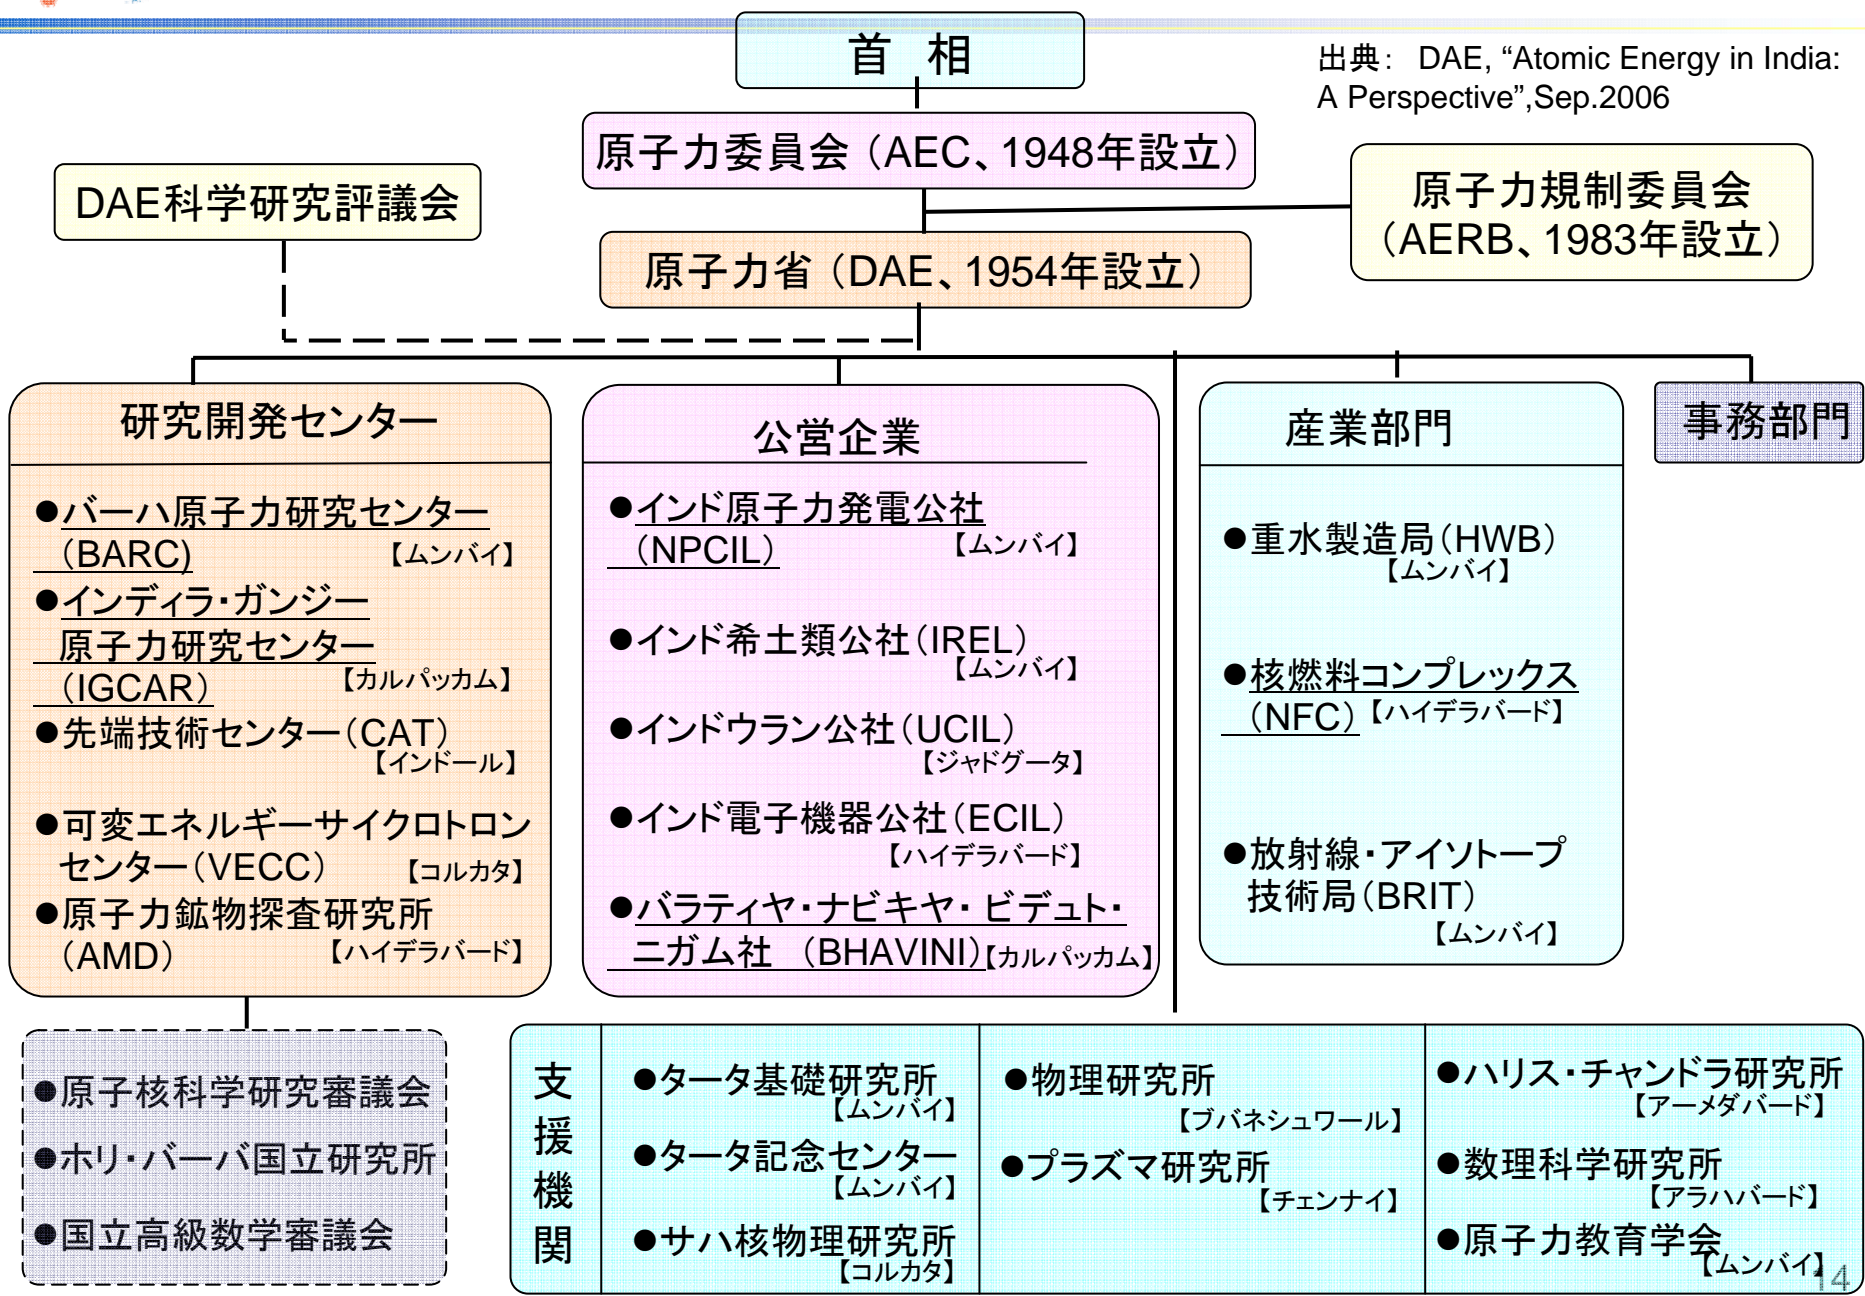 首 相
出典： DAE, “Atomic Energy in India:
A Perspective”,Sep.2006
原子力委員会（AEC、1948年設立）
DAE科学研究評議会
原子力規制委員会
（AERB、1983年設立）
原子力省（DAE、1954年設立）
研究開発センター
●バーハ原子力研究センター
（BARC) 【ムンバイ】
●インディラ・ガンジー
原子力研究センター
（IGCAR） 【カルパッカム】
●先端技術センター（CAT）
【インドール】
●可変エネルギーサイクロトロン
センター（VECC） 【コルカタ】
●原子力鉱物探査研究所
（AMD） 【ハイデラバード】
公営企業
●インド原子力発電公社
（NPCIL） 【ムンバイ】
●インド希土類公社（IREL）
【ムンバイ】
●インドウラン公社（UCIL）
【ジャドグータ】
●インド電子機器公社（ECIL）
【ハイデラバード】
●バラティヤ・ナビキヤ・ ビデュト・
ニガム社 （BHAVINI）【カルパッカム】
産業部門
●重水製造局（HWB）
【ムンバイ】
●核燃料コンプレックス
（NFC）【ハイデラバード】
●放射線・アイソトープ
技術局（BRIT）
【ムンバイ】
事務部門
●原子核科学研究審議会
●ホリ・バーバ国立研究所
●国立高級数学審議会
支援機関
●タータ基礎研究所
【ムンバイ】
●タータ記念センター
【ムンバイ】
●サハ核物理研究所
【コルカタ】
●物理研究所
【ブバネシュワール】
●プラズマ研究所
【チェンナイ】
●ハリス・チャンドラ研究所
【アーメダバード】
●数理科学研究所
【アラハバード】
●原子力教育学会
【ムンバイ】
14